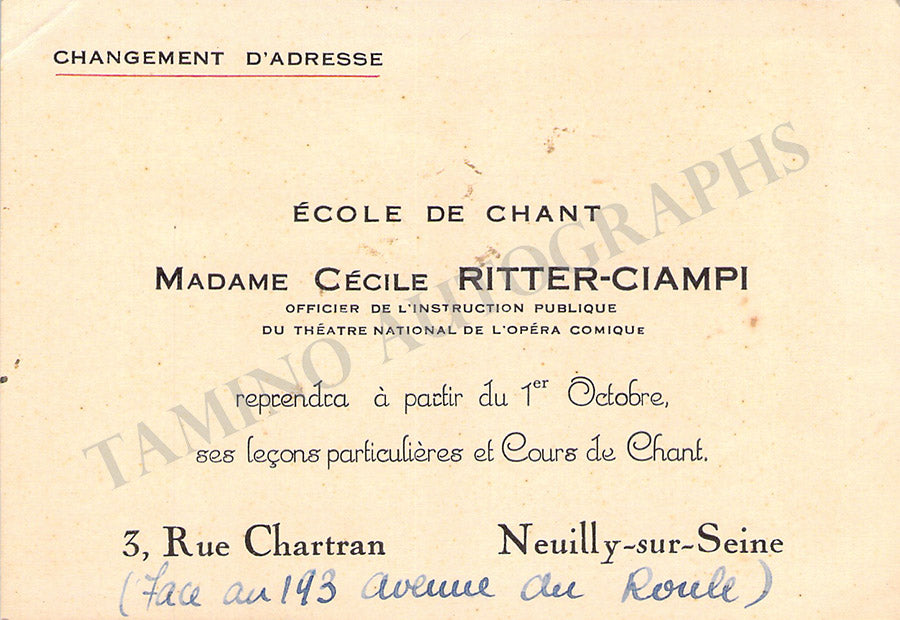 CHANGEMENT D'ADRESSE
ÉCOLE DE CHANT
MADAME CÉCILE RITTER-CIAMPI
OFFICIER DE L'INSTRUCTION PUBLIQUE
DU THÉATRE NATIONAL DE L'OPÉRA COMIQUE
reprendra à partir du 1er Octobre,
ses leçons particulières et Cours de Chant.
3, Rue Chartran Neuilly-sur-Seine
(Face au 193 avenue du Roule)
TAMINO AUTOGRAPHS